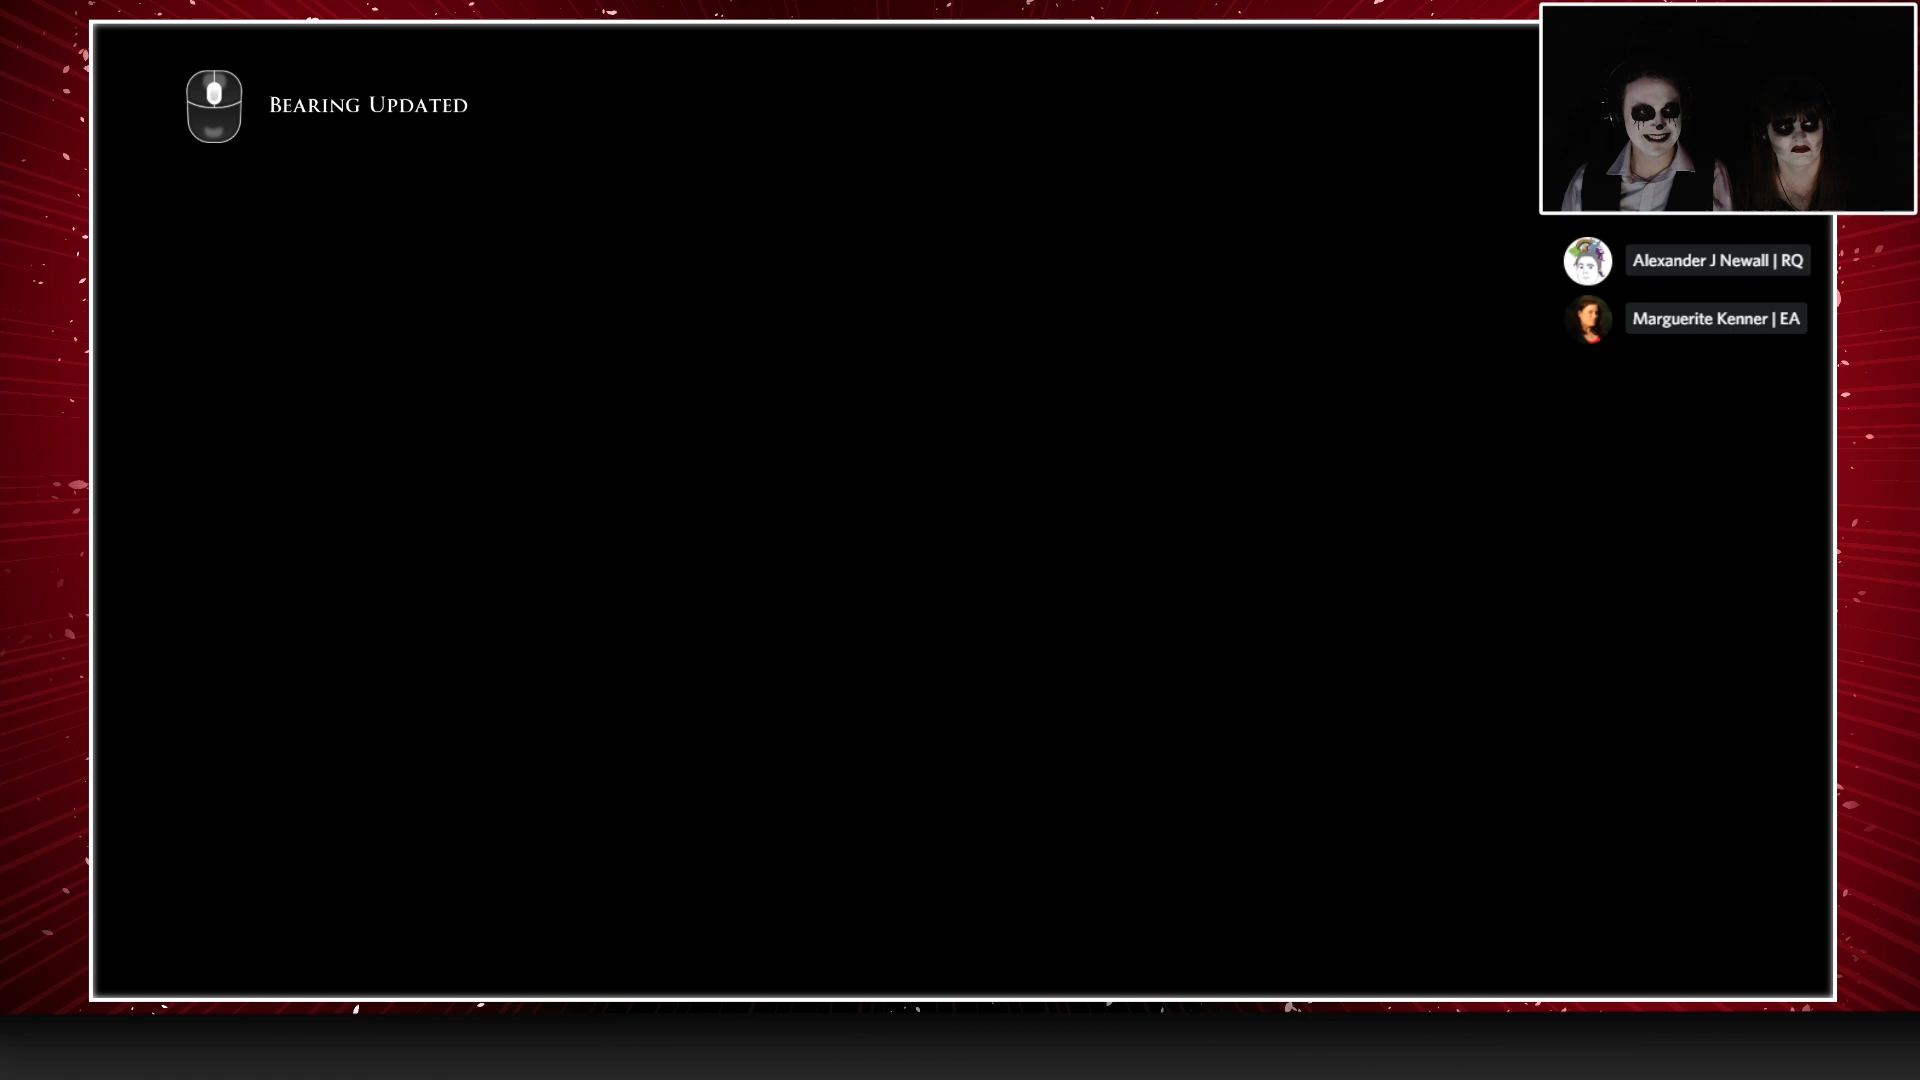 Bearing Updated
Alexander J Newall | RQ
Marguerite Kenner | EA